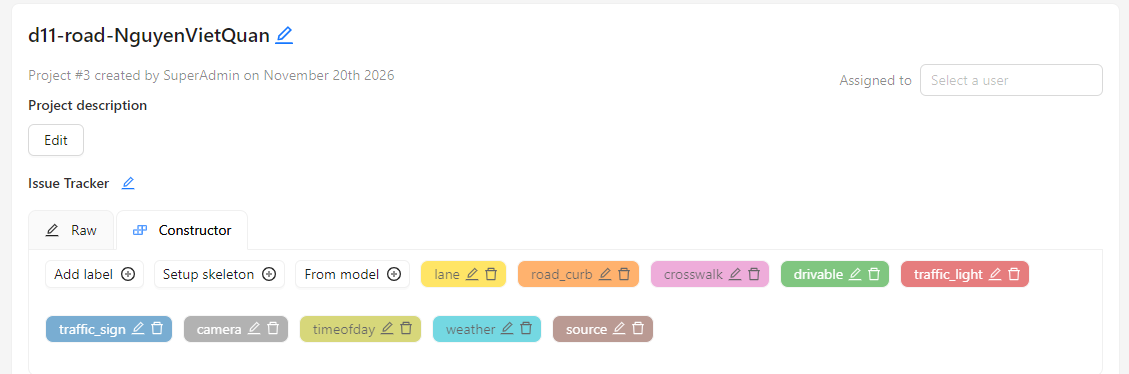 d11-road-NguyenVietQuan
Project #3 created by SuperAdmin on November 20th 2026
Assigned to Select a user
Project description
Edit
Issue Tracker
Raw Constructor
Add label Setup skeleton From model lane road_curb crosswalk drivable traffic_light
traffic_sign camera timeofday weather source